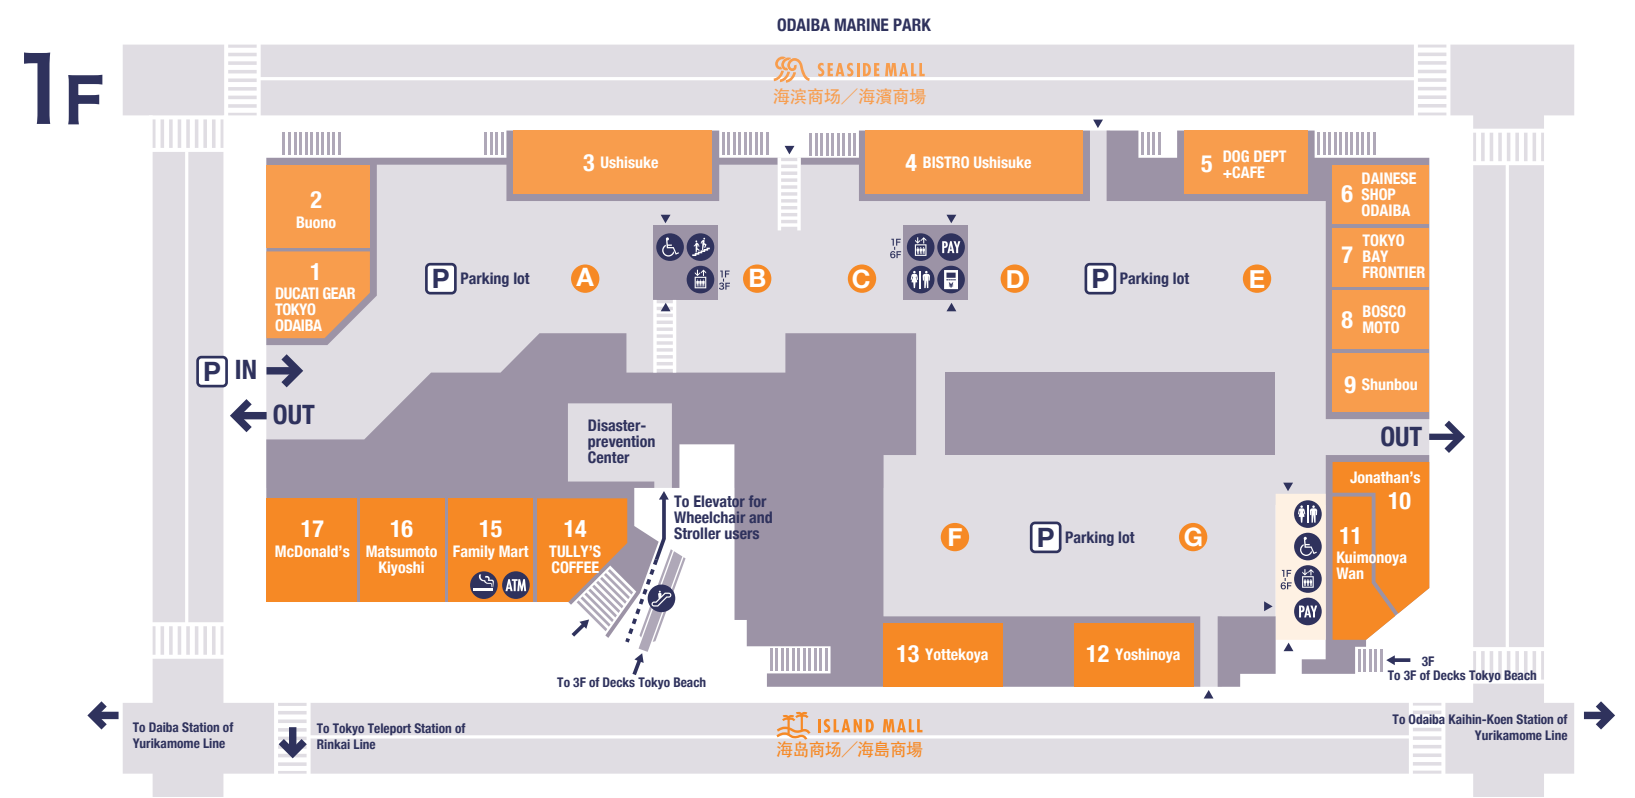 ODAIBA MARINE PARK
1F
SEASIDE MALL
海滨商场／海濱商場
3 Ushisuke
4 BISTRO Ushisuke
5 DOG DEPT
+CAFE
2
Buono
6 DAINESE
SHOP
ODAIBA
1
DUCATI GEAR
TOKYO
ODAIBA
7 TOKYO
BAY
FRONTIER
P Parking lot
A
1F
3F
B
C
1F
6F
PAY
D
P Parking lot
E
8 BOSCO
MOTO
9 Shunbou
P IN
OUT
OUT
Disaster-
prevention
Center
To Elevator for
Wheelchair and
Stroller users
17
McDonald's
16
Matsumoto
Kiyoshi
15
Family Mart
ATM
14
TULLY'S
COFFEE
F
P Parking lot
G
1F
6F
PAY
Jonathan's
10
11
Kuimonoya
Wan
13 Yottekoya
12 Yoshinoya
To 3F of Decks Tokyo Beach
3F
To 3F of Decks Tokyo Beach
To Daiba Station of
Yurikamome Line
To Tokyo Teleport Station of
Rinkai Line
ISLAND MALL
海岛商场／海島商場
To Odaiba Kaihin-Koen Station of
Yurikamome Line